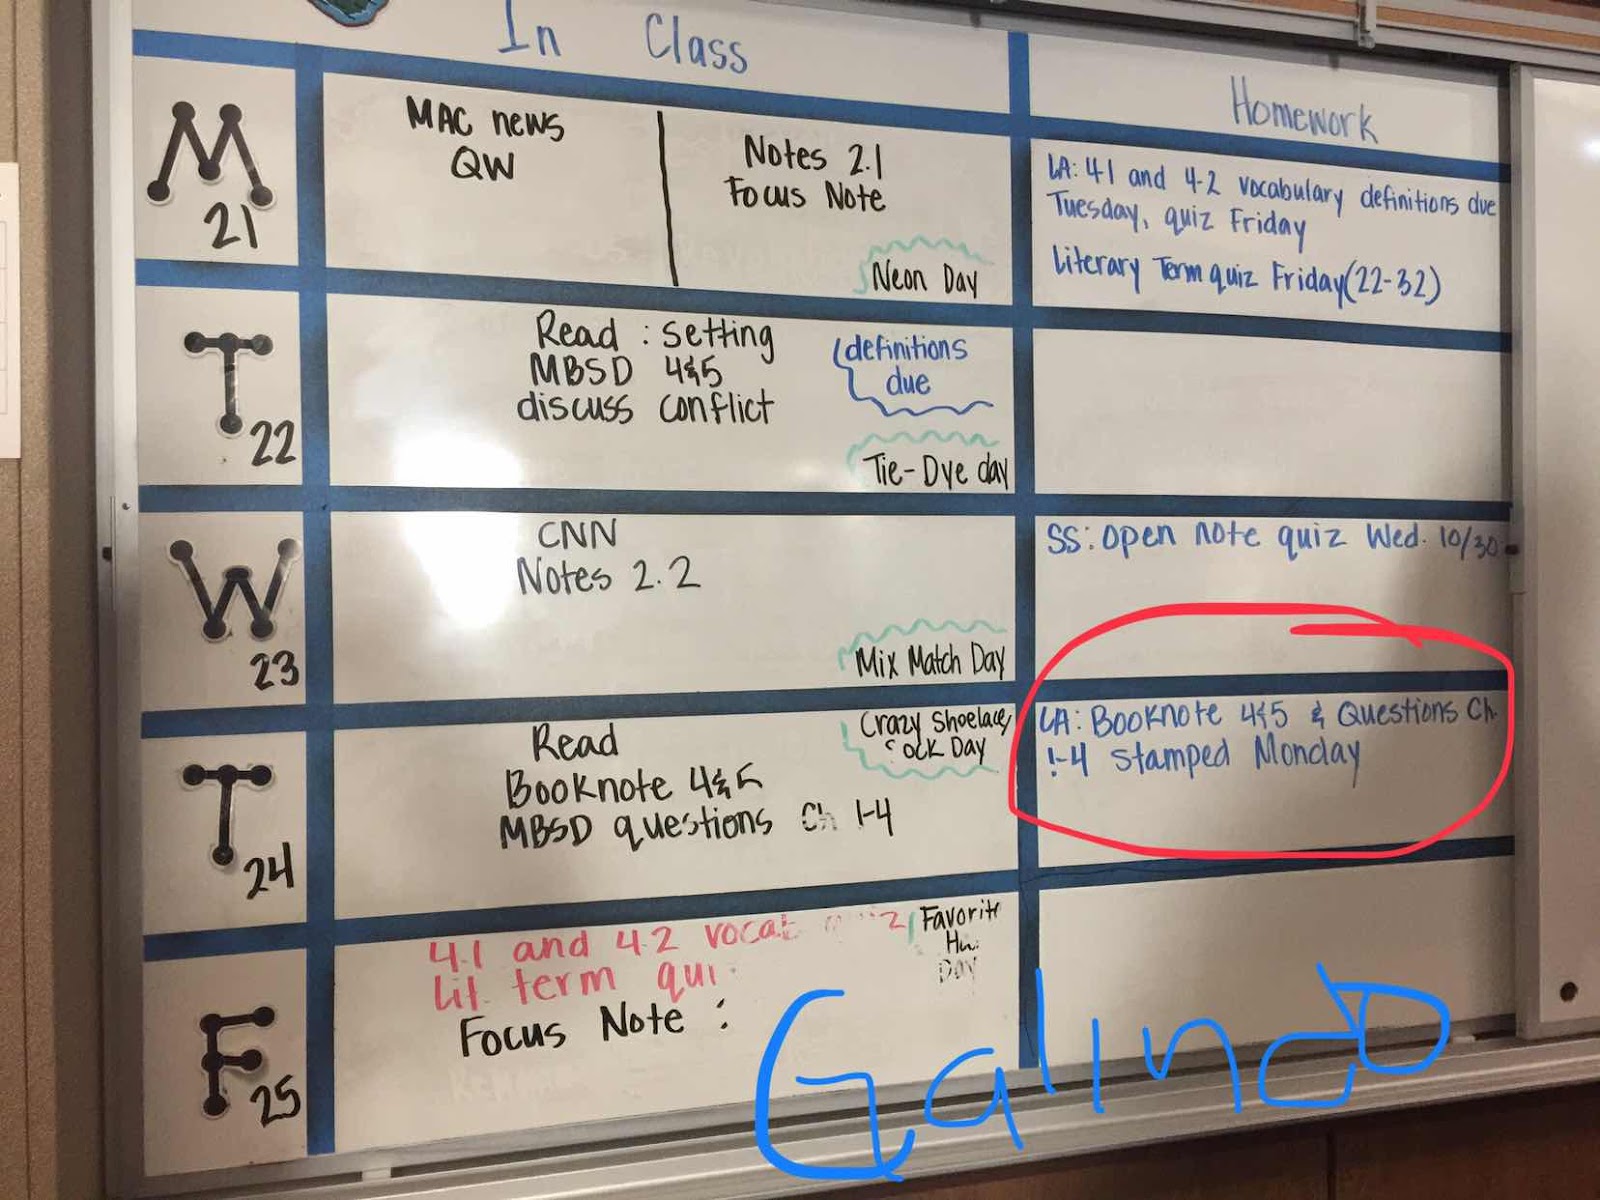 In Class
Homework
M
21
MAC news
QW
Notes 2.1
Focus Note
Neon Day
LA: 4.1 and 4.2 vocabulary definitions due
Tuesday, quiz Friday
Literary Term quiz Friday (22-32)
T
22
Read : setting
MBSD 4&5
discuss conflict
definitions
due
Tie-Dye day
W
23
CNN
Notes 2.2
Mix Match Day
SS: open note quiz Wed. 10/30
T
24
Read
Booknote 4&5
MBSD questions Ch 1-4
Crazy Shoelace/
Sock Day
LA: Booknote 4&5 & Questions Ch.
1-4 stamped Monday
F
25
4.1 and 4.2 vocab
lit. term
Focus Note :
Favorite
Day
Galindo